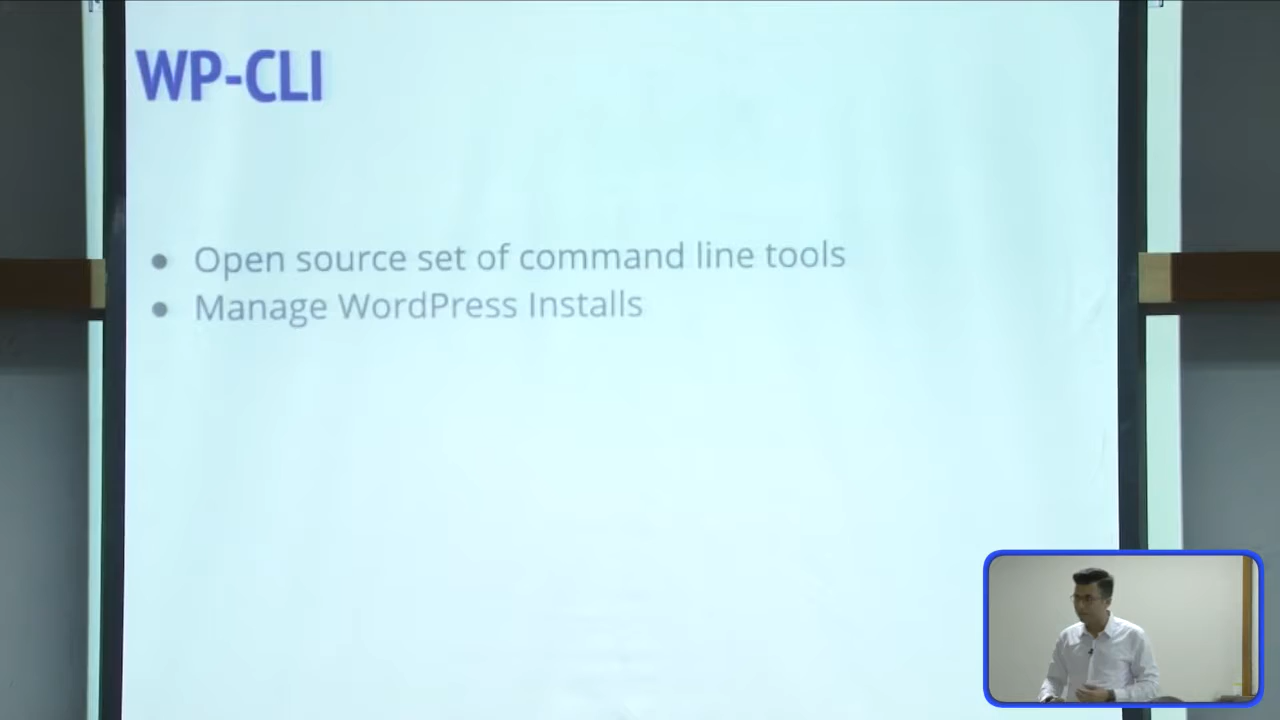 WP-CLI
● Open source set of command line tools
● Manage WordPress Installs